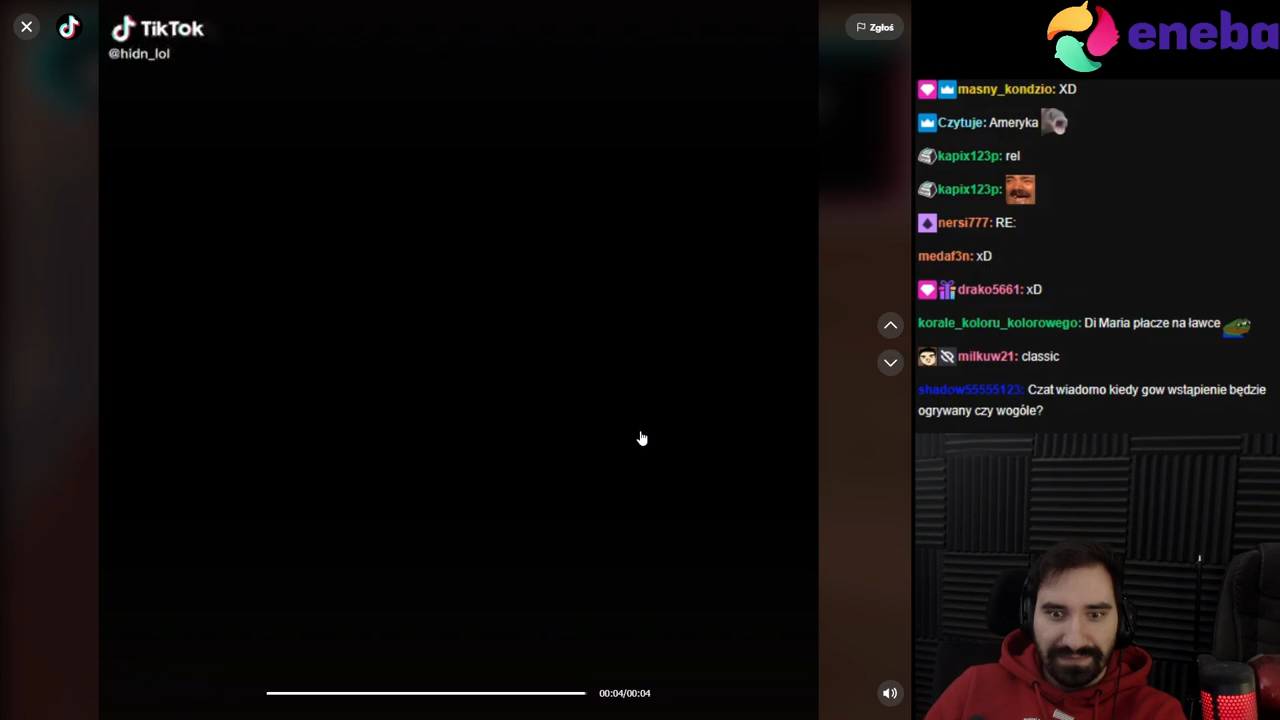 TikTok
@hidn_lol
Zgłoś
eneba
masny_kondzio: XD
Czytuje: Ameryka
kapix123p: rel
kapix123p:
nersi777: RE:
medaf3n: xD
drako5661: xD
korale_koloru_kolorowego: Di Maria płacze na ławce
milkuw21: classic
shadow55555123: Czat wiadomo kiedy gow wstąpienie będzie
ogrywany czy wogóle?
00:04/00:04